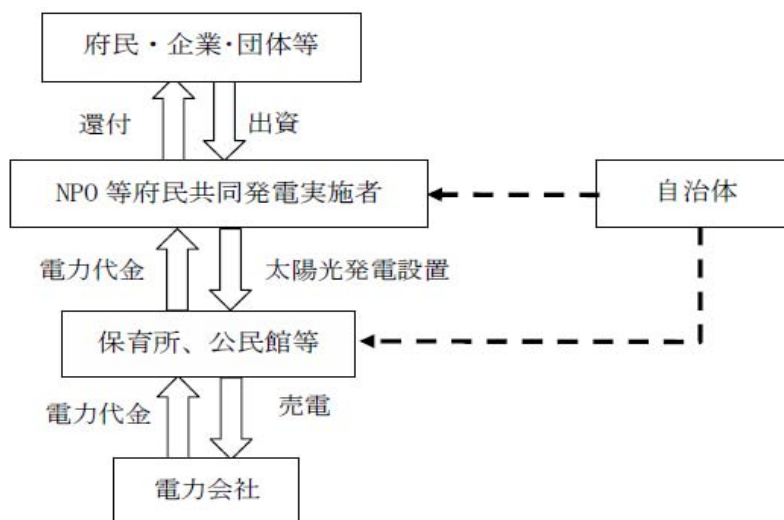 府民・企業・団体等
還付
出資
NPO 等府民共同発電実施者
自治体
電力代金
太陽光発電設置
保育所、公民館等
電力代金
売電
電力会社